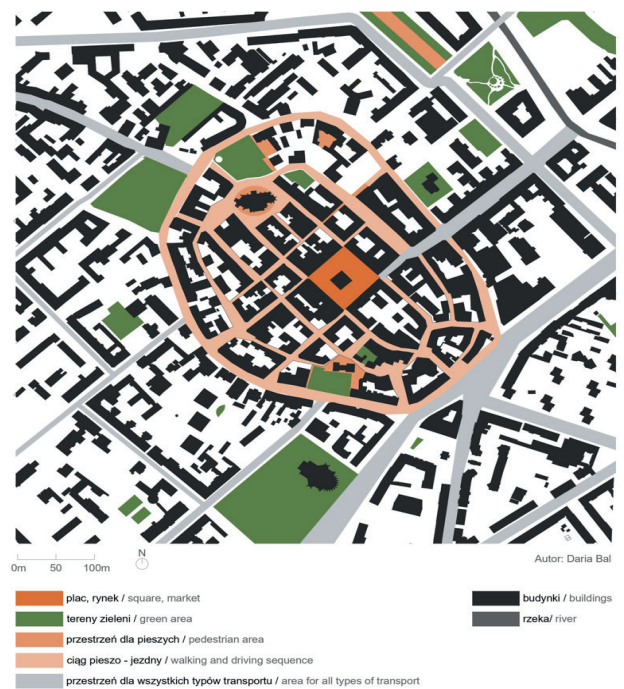 N
0m 50 100m
Autor: Daria Bal
plac, rynek / square, market
tereny zieleni / green area
przestrzeń dla pieszych / pedestrian area
ciąg pieszo - jezdny / walking and driving sequence
przestrzeń dla wszystkich typów transportu / area for all types of transport
budynki / buildings
rzeka/ river